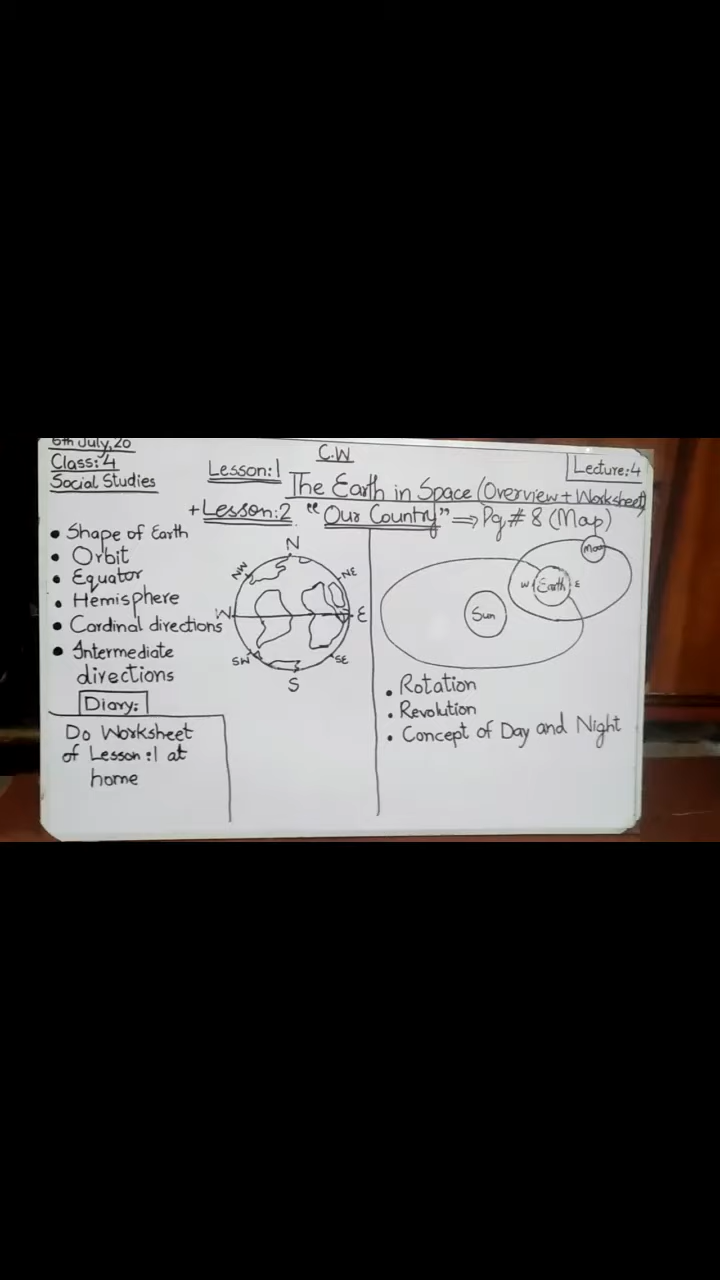 6th July,20
Class:4
Social Studies
C.W
Lecture:4
Lesson:1
The Earth in Space (Overview + Worksheet)
+ Lesson:2 "Our Country" ⇒ Pg # 8 (Map)
• Shape of Earth
• Orbit
• Equator
• Hemisphere
• Cardinal directions
• Intermediate
directions
Diary:
Do Worksheet
of Lesson:1 at
home
N
NW
NE
W
E
SW
SE
S
Moon
W Earth E
Sun
• Rotation
• Revolution
• Concept of Day and Night